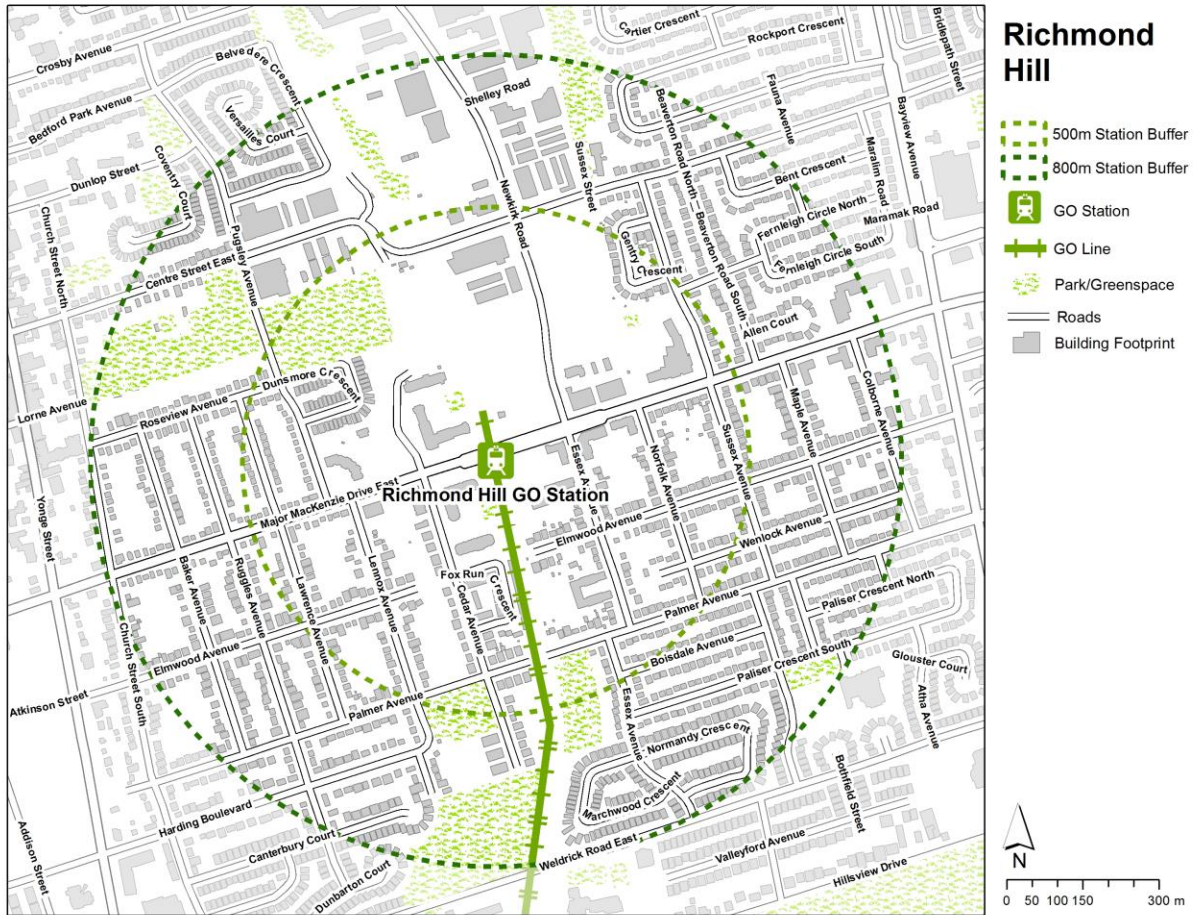 Richmond
Hill
500m Station Buffer
800m Station Buffer
GO Station
GO Line
Park/Greenspace
Roads
Building Footprint
N
0 50 100 150 300 m
Cartier Crescent
Rockport Crescent
Bridlepath Street
Crosby Avenue
Belvedere Crescent
Shelley Road
Fauna Avenue
Bayview Avenue
Bedford Park Avenue
Versailles Court
Beaverton Road North
Maralim Road
Coventry Court
Sussex Street
Bent Crescent
Dunlop Street
Newkirk Road
Fernleigh Circle North
Maramak Road
Church Street North
Pugsley Avenue
Gentry Crescent
Beaverton Road South
Fernleigh Circle South
Centre Street East
Allen Court
Lorne Avenue
Dunsmore Crescent
Roseview Avenue
Maple Avenue
Colborne Avenue
Sussex Avenue
Essex Avenue
Norfolk Avenue
Richmond Hill GO Station
Major MacKenzie Drive East
Yonge Street
Elmwood Avenue
Wenlock Avenue
Baker Avenue
Ruggles Avenue
Lawrence Avenue
Lennox Avenue
Fox Run
Crescent
Cedar Avenue
Palmer Avenue
Paliser Crescent North
Church Street South
Elmwood Avenue
Boisdale Avenue
Paliser Crescent South
Glouster Court
Atkinson Street
Palmer Avenue
Essex Avenue
Atha Avenue
Normandy Crescent
Marchwood Crescent
Bothfield Street
Harding Boulevard
Addison Street
Canterbury Court
Weldrick Road East
Valleyford Avenue
Dunbarton Court
Hillsview Drive